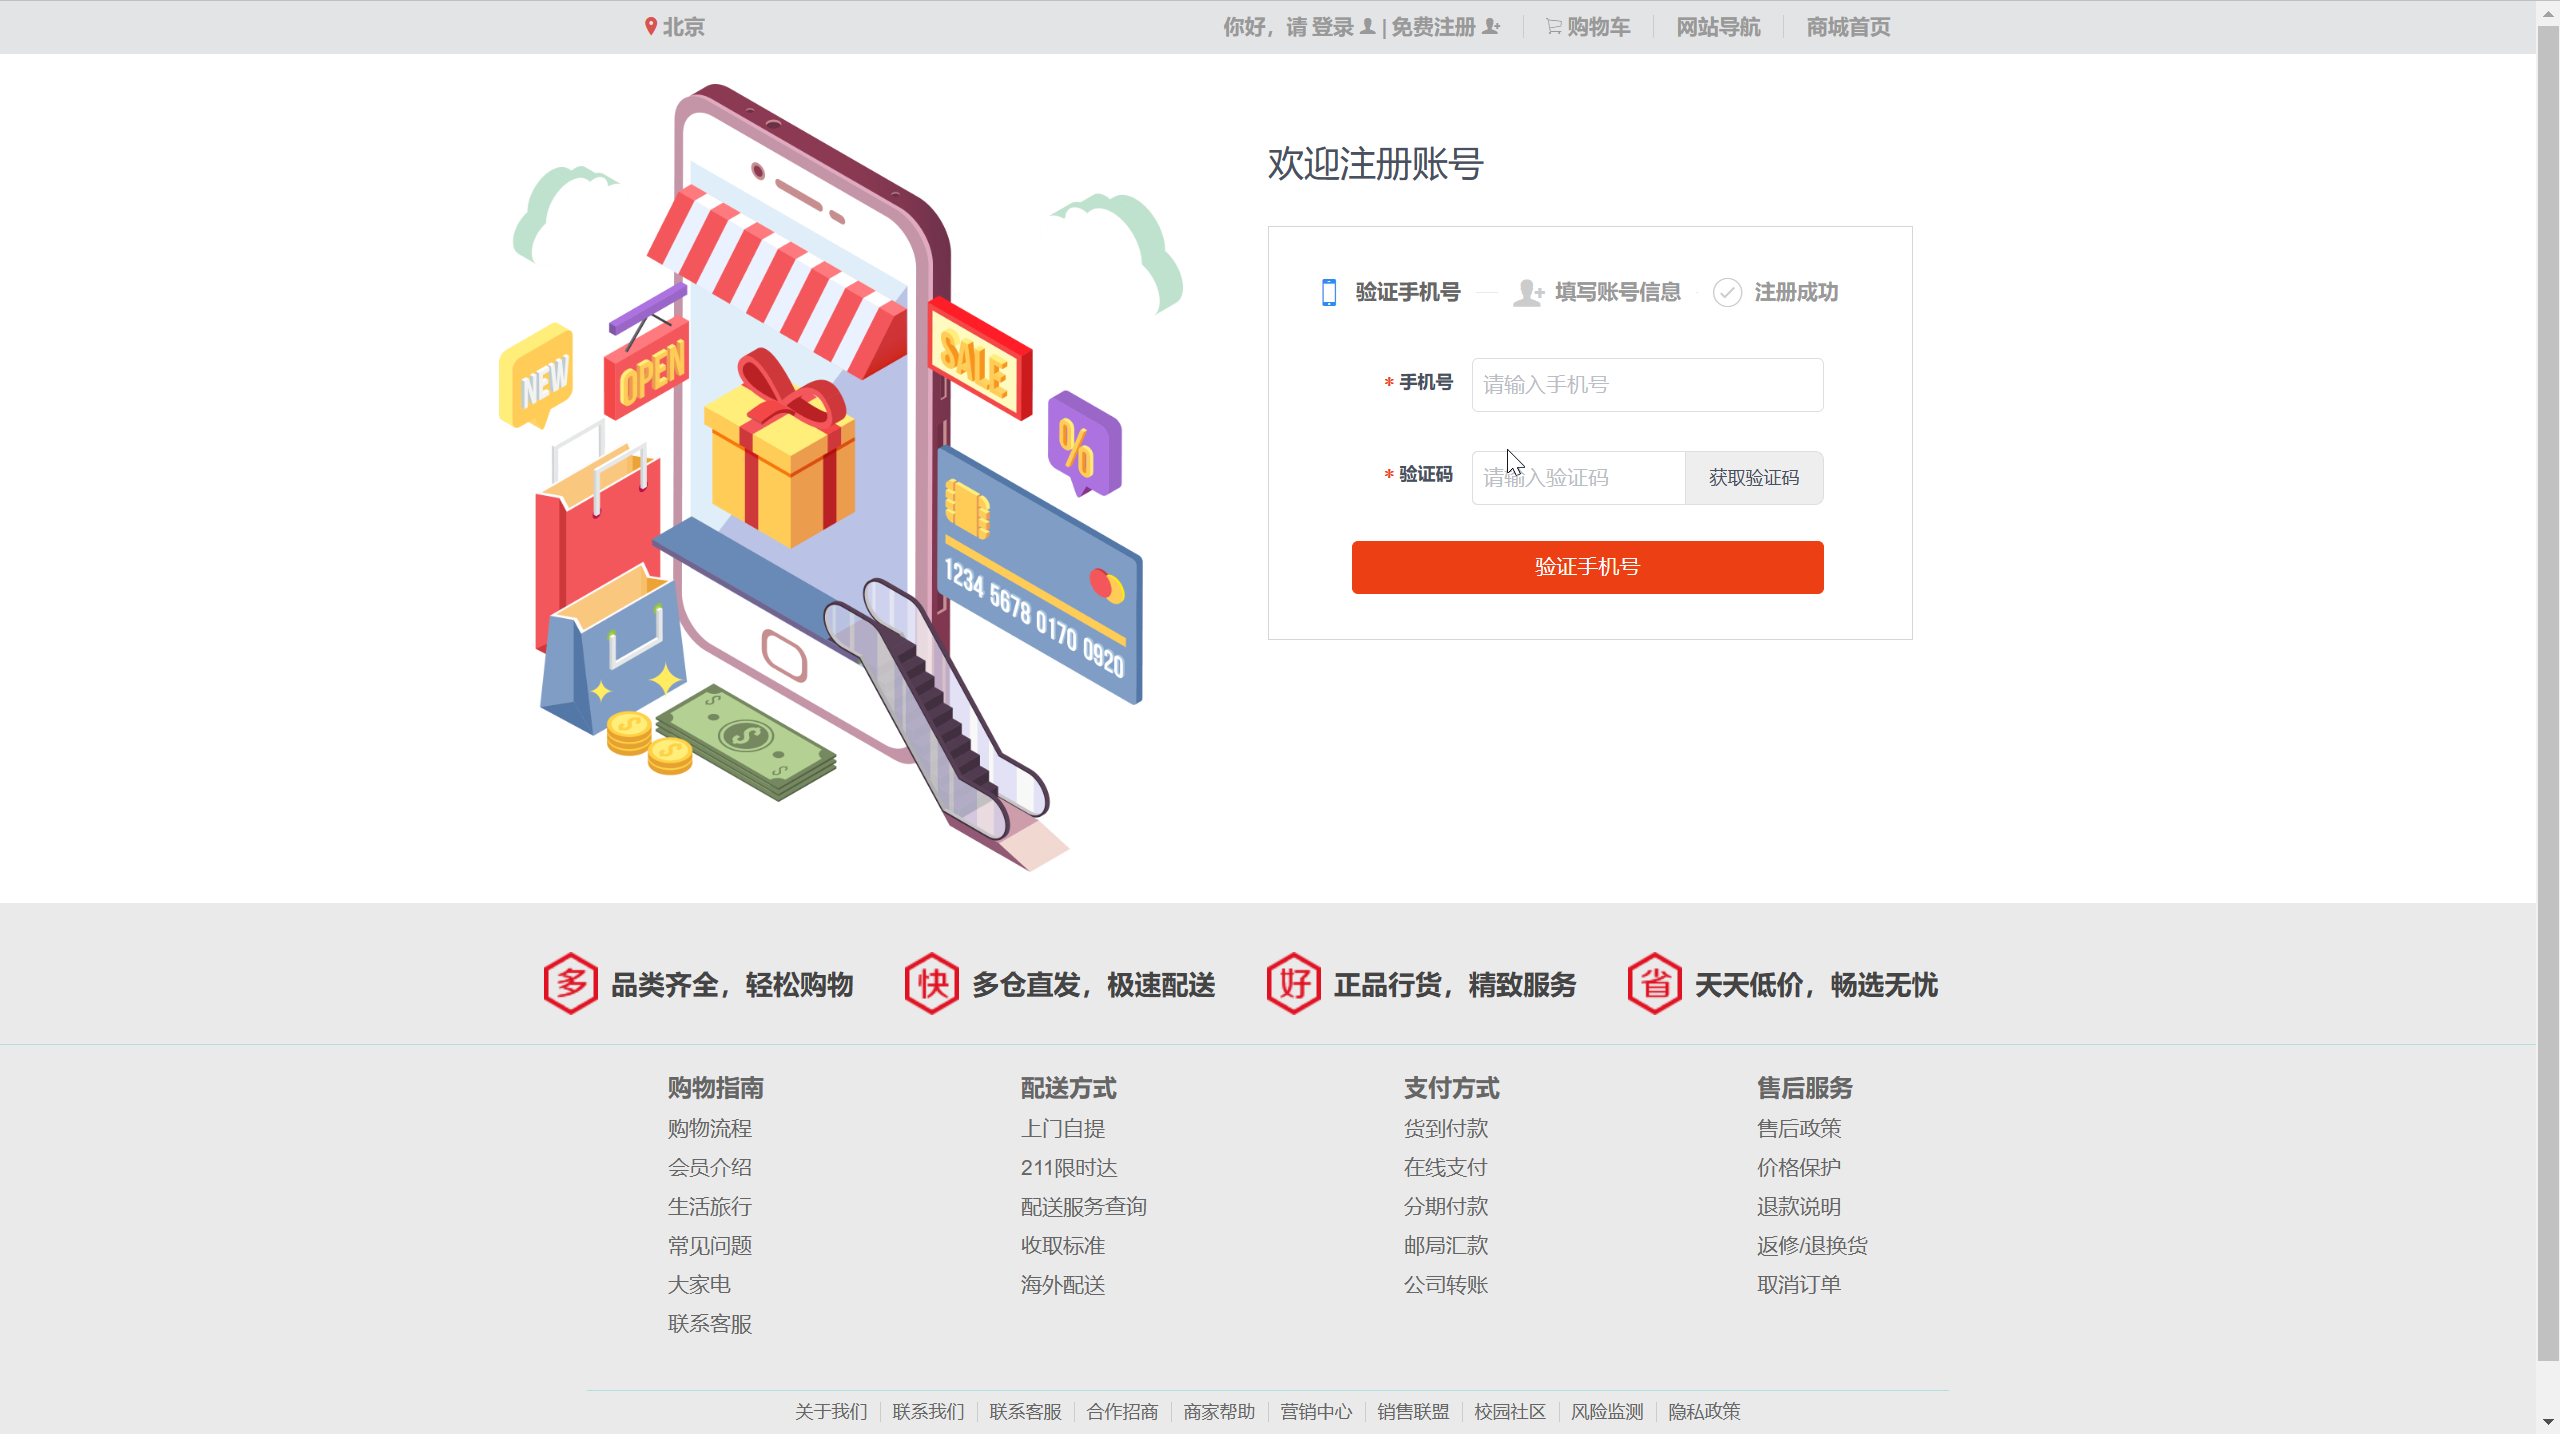 北京
你好，请 登录 | 免费注册 购物车 网站导航 商城首页
欢迎注册账号
验证手机号 填写账号信息 注册成功
* 手机号 请输入手机号
* 验证码 请输入验证码 获取验证码
验证手机号
NEW
OPEN
SALE
%
1234 5678 0170 0920
多 品类齐全，轻松购物 快 多仓直发，极速配送 好 正品行货，精致服务 省 天天低价，畅选无忧
购物指南
购物流程
会员介绍
生活旅行
常见问题
大家电
联系客服
配送方式
上门自提
211限时达
配送服务查询
收取标准
海外配送
支付方式
货到付款
在线支付
分期付款
邮局汇款
公司转账
售后服务
售后政策
价格保护
退款说明
返修/退换货
取消订单
关于我们 联系我们 联系客服 合作招商 商家帮助 营销中心 销售联盟 校园社区 风险监测 隐私政策